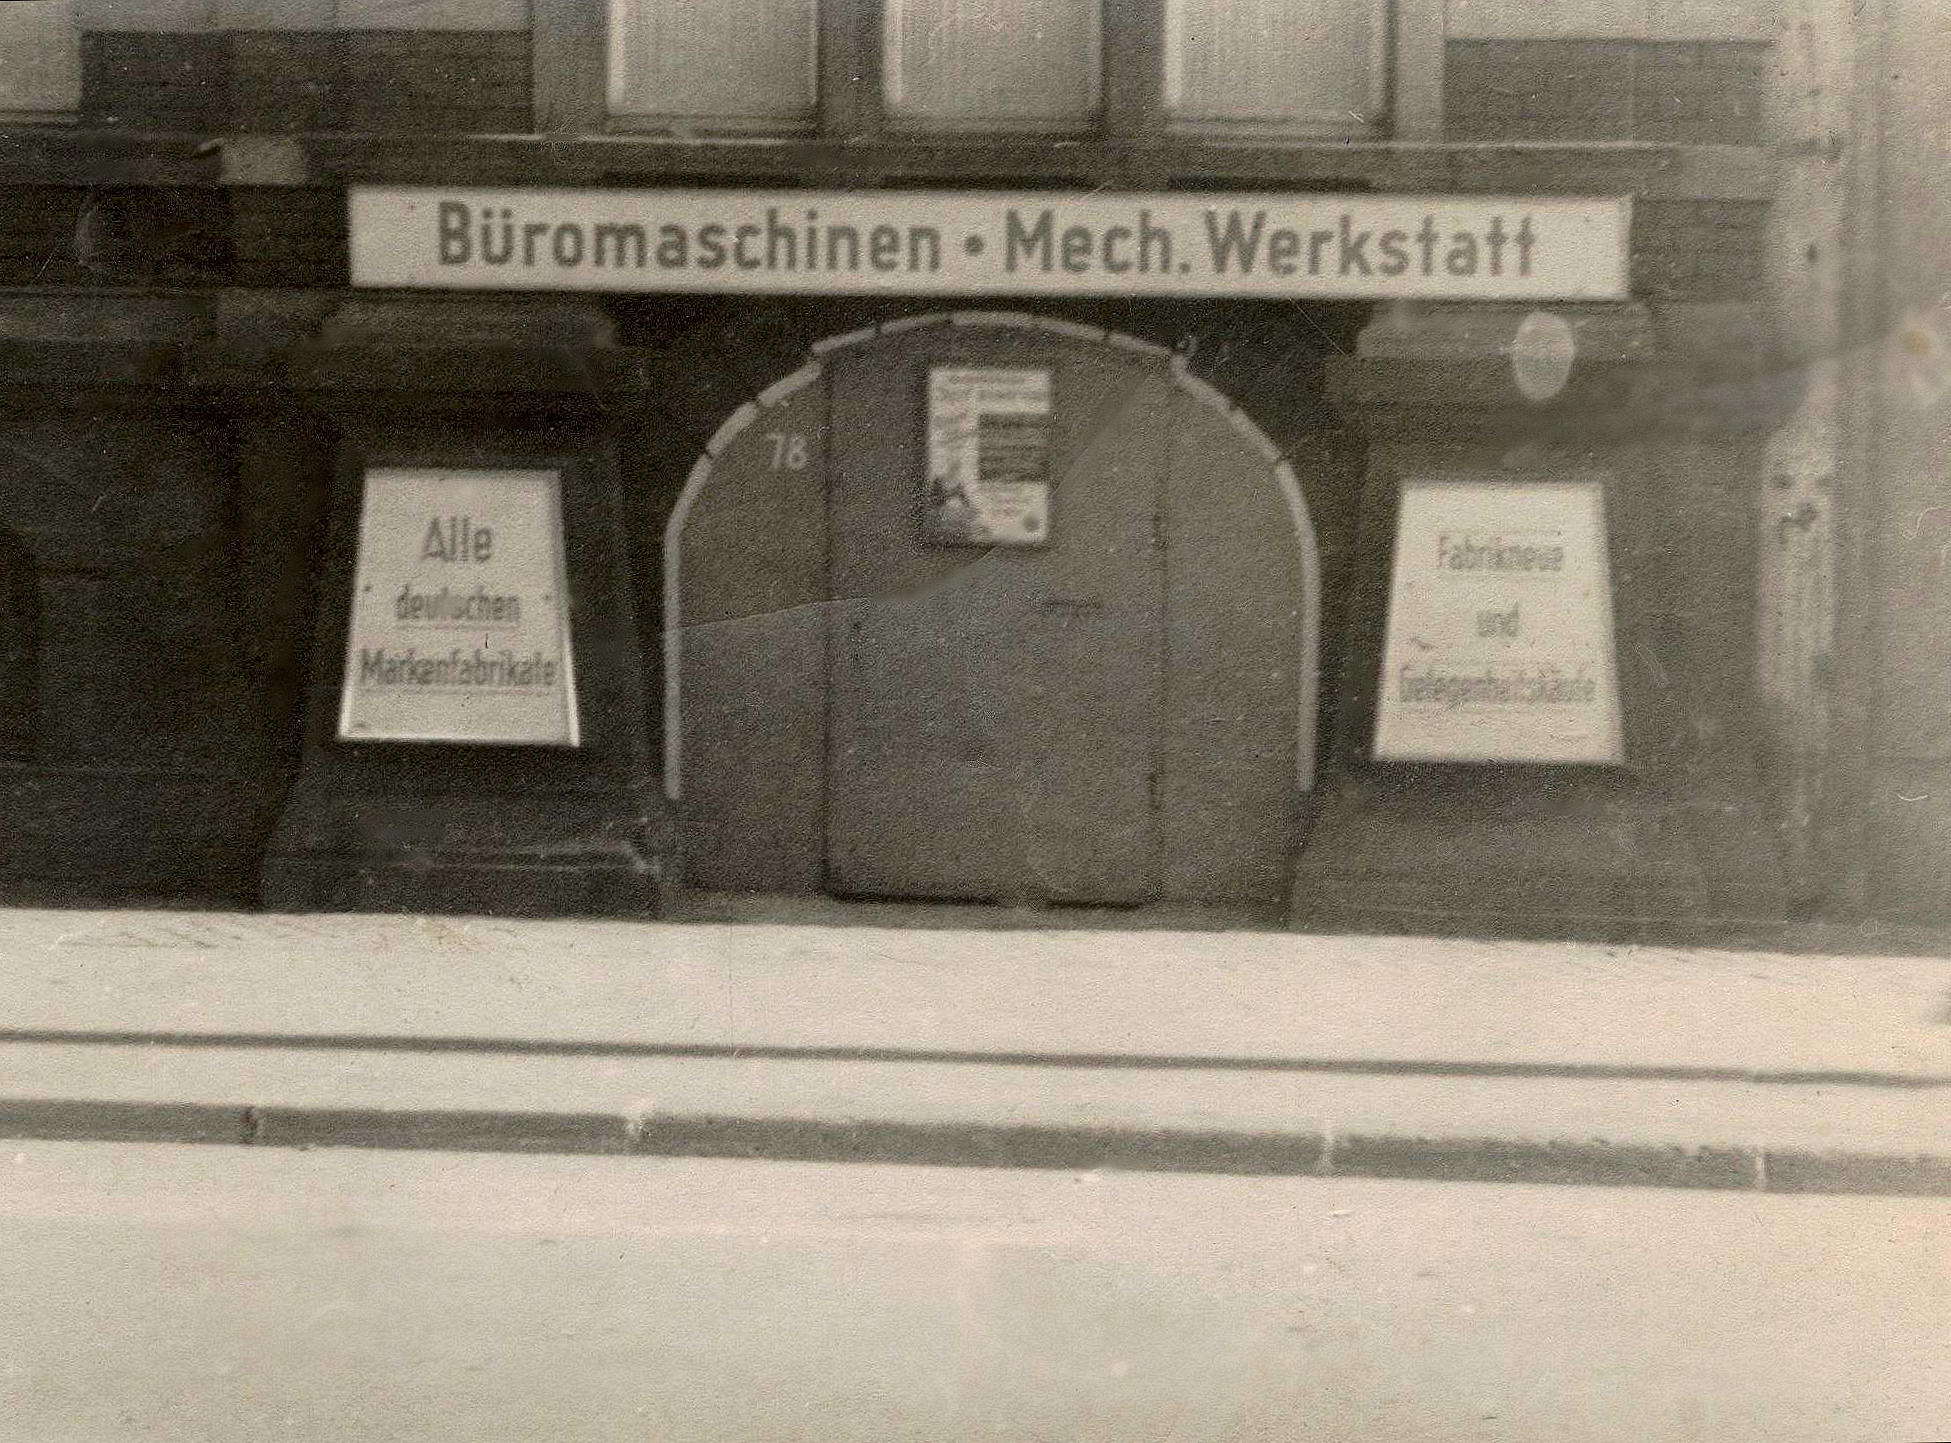 Büromaschinen • Mech. Werkstatt
78
Alle
deutschen
Markenfabrikate
Fabrikneue
und
Gelegenheitskäufe